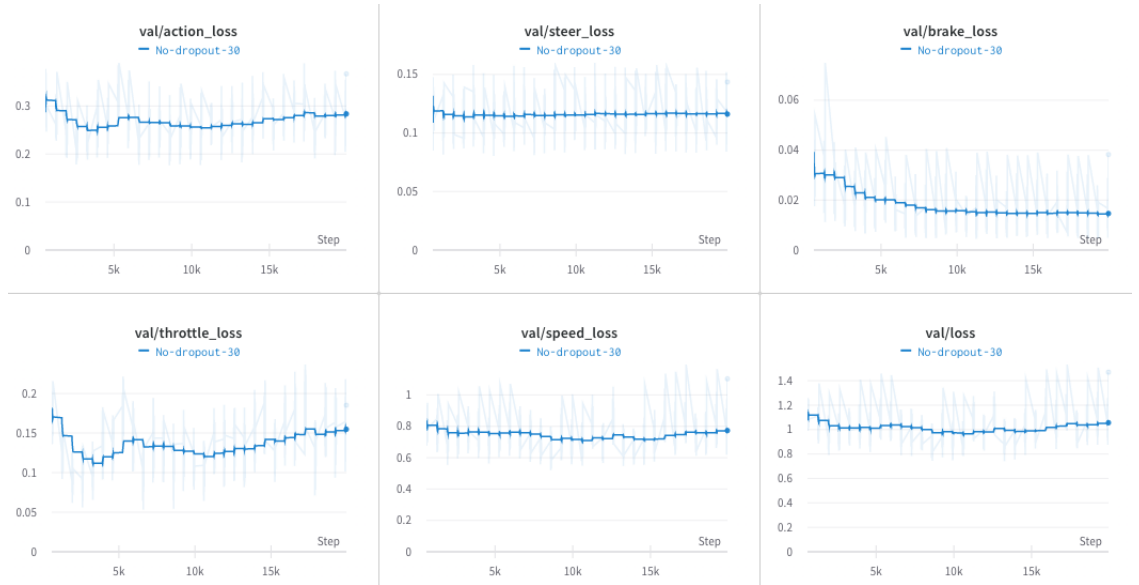 val/action_loss
No-dropout-30
0.3
0.2
0.1
0
Step
5k
10k
15k
val/steer_loss
No-dropout-30
0.15
0.1
0.05
0
Step
5k
10k
15k
val/brake_loss
No-dropout-30
0.06
0.04
0.02
0
Step
5k
10k
15k
val/throttle_loss
No-dropout-30
0.2
0.15
0.1
0.05
0
Step
5k
10k
15k
val/speed_loss
No-dropout-30
1
0.8
0.6
0.4
0.2
0
Step
5k
10k
15k
val/loss
No-dropout-30
1.4
1.2
1
0.8
0.6
0.4
0.2
0
Step
5k
10k
15k